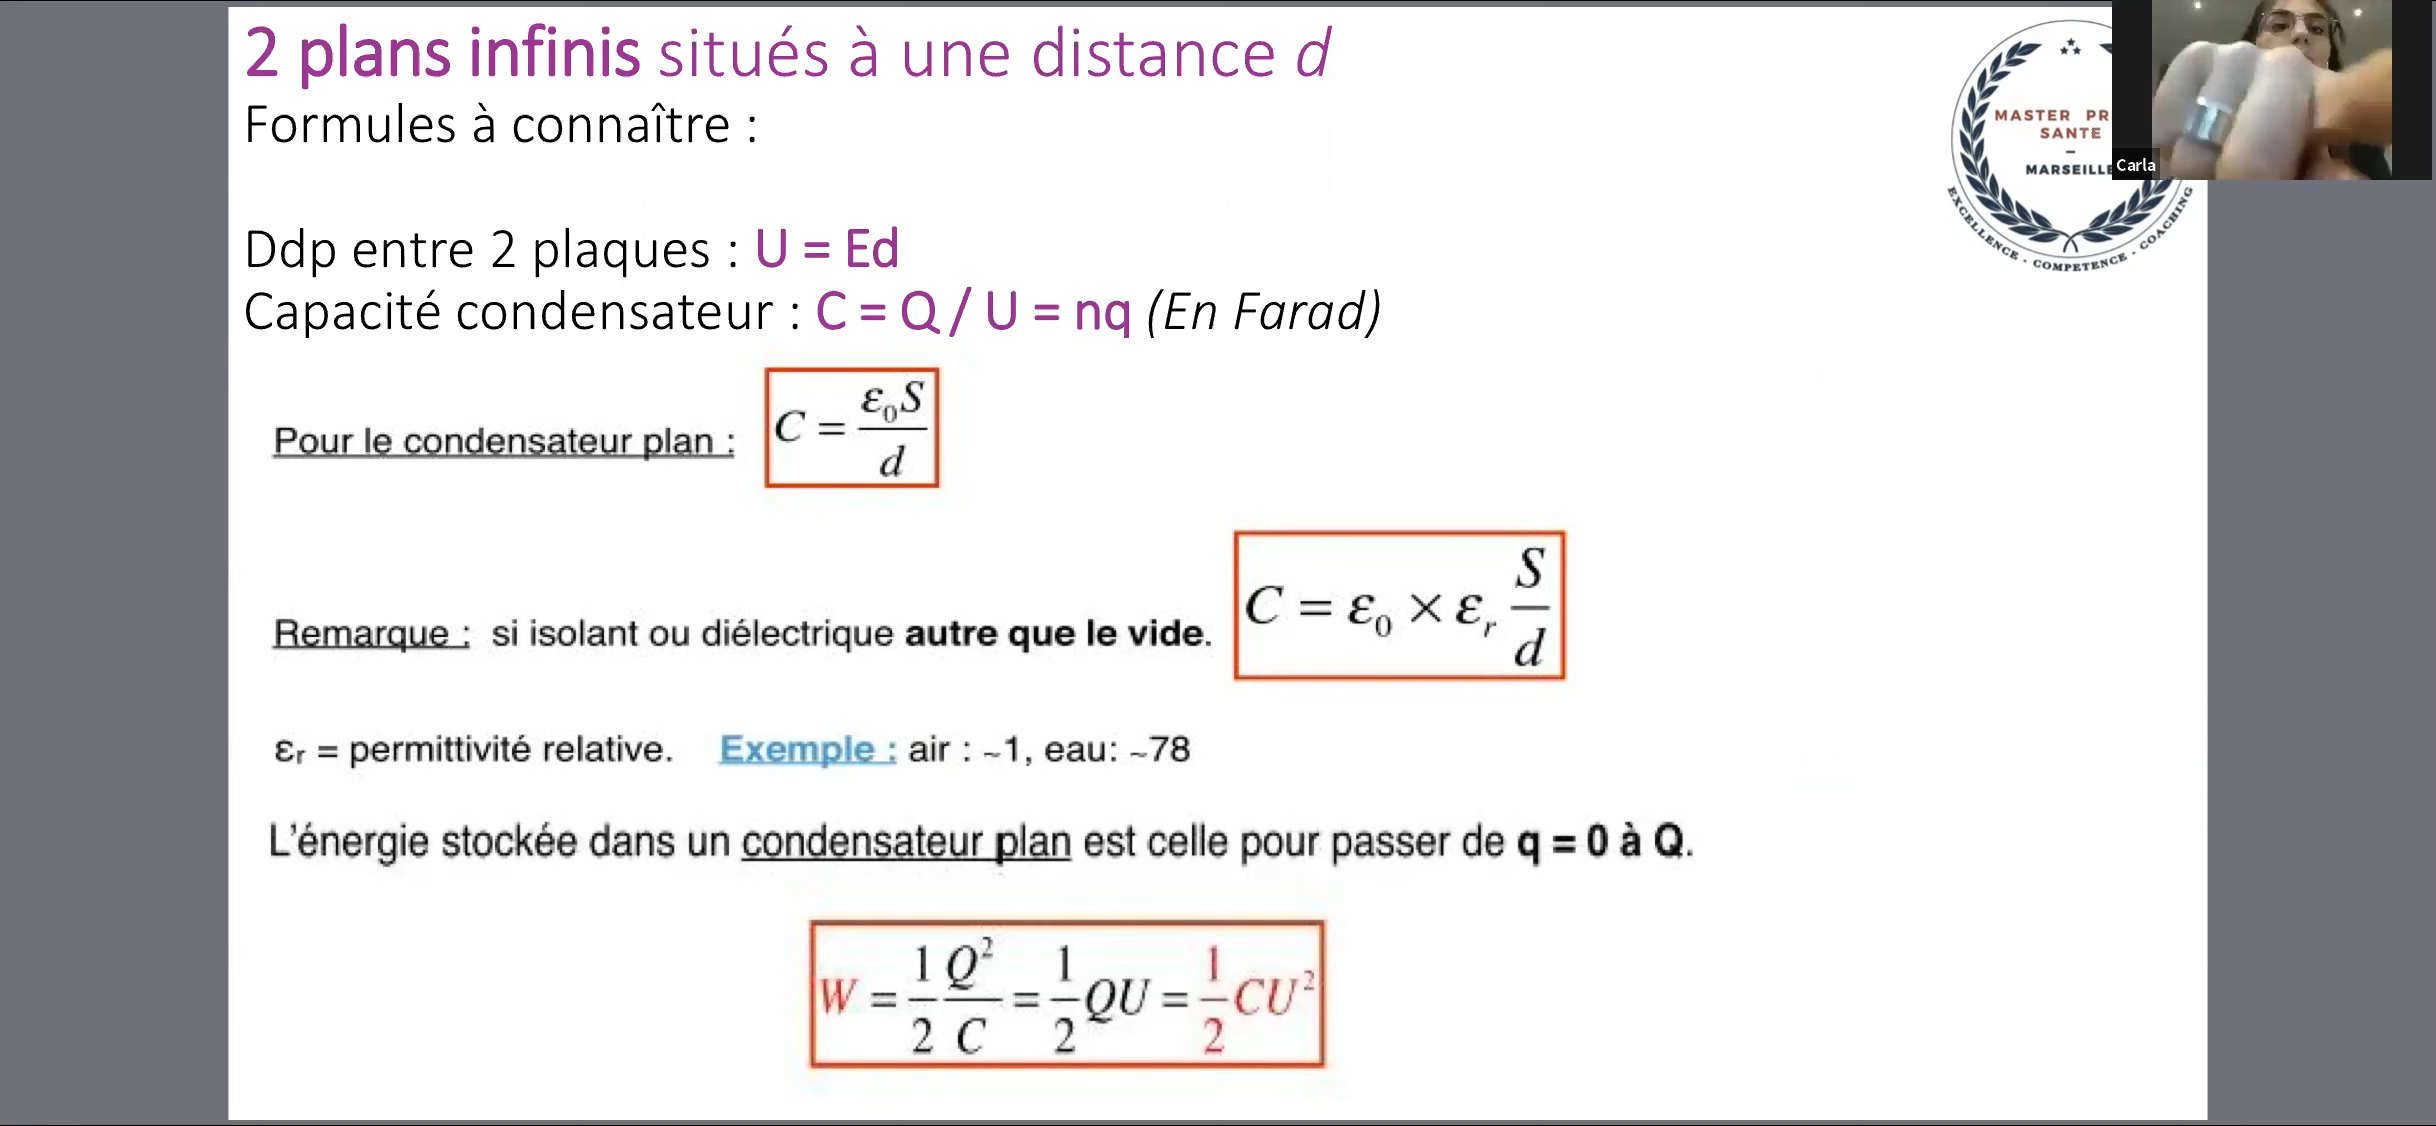 2 plans infinis situés à une distance d
Formules à connaître :
MASTER PR
SANTE
-
MARSEILLE
Carla
EXCELLENCE - COMPETENCE - COACHING
Ddp entre 2 plaques : U = Ed
Capacité condensateur : C = Q / U = nq (En Farad)
Pour le condensateur plan : C = ε₀S / d
Remarque : si isolant ou diélectrique autre que le vide. C = ε₀ × εᵣ S / d
εr = permittivité relative. Exemple : air : ~1, eau: ~78
L'énergie stockée dans un condensateur plan est celle pour passer de q = 0 à Q.
W = 1/2 Q²/C = 1/2 QU = 1/2 CU²